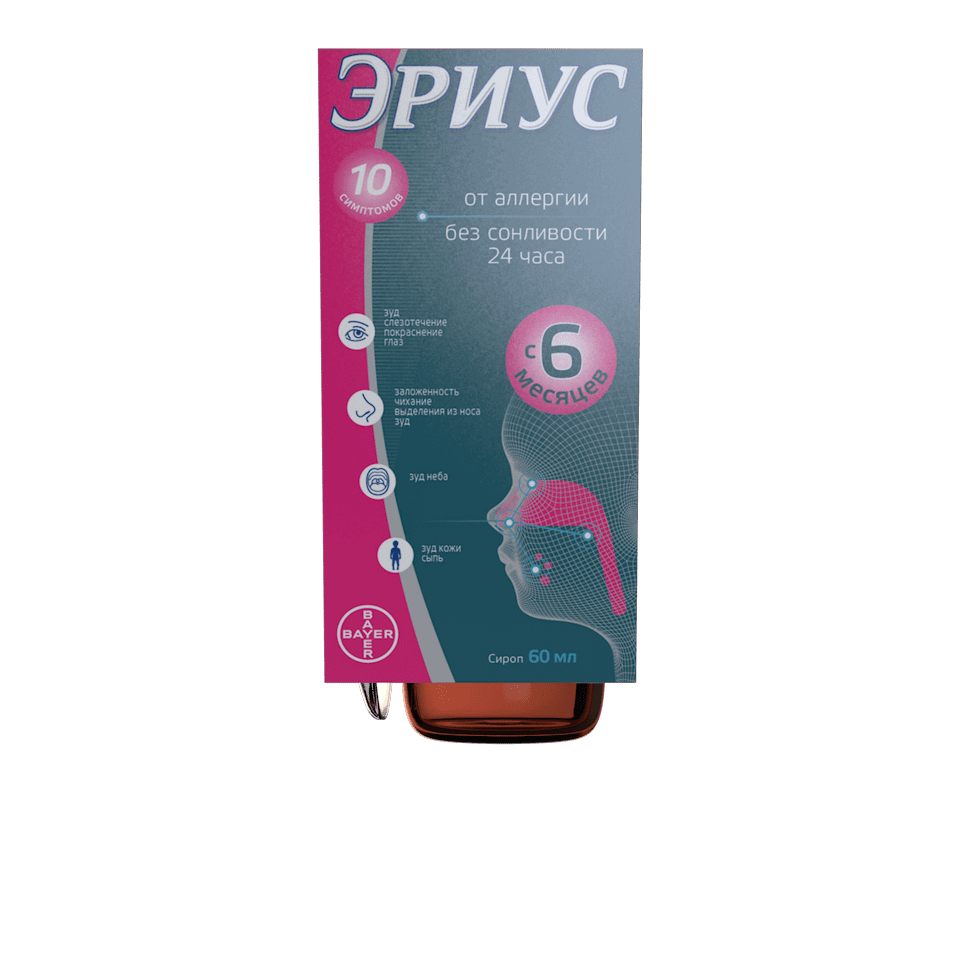 ЭРИУС
10
симптомов
от аллергии
без сонливости
24 часа
зуд
слезотечение
покраснение
глаз
с 6
месяцев
заложенность
чихание
выделения из носа
зуд
зуд неба
зуд кожи
сыпь
BAYER
BAYER
Сироп 60 мл